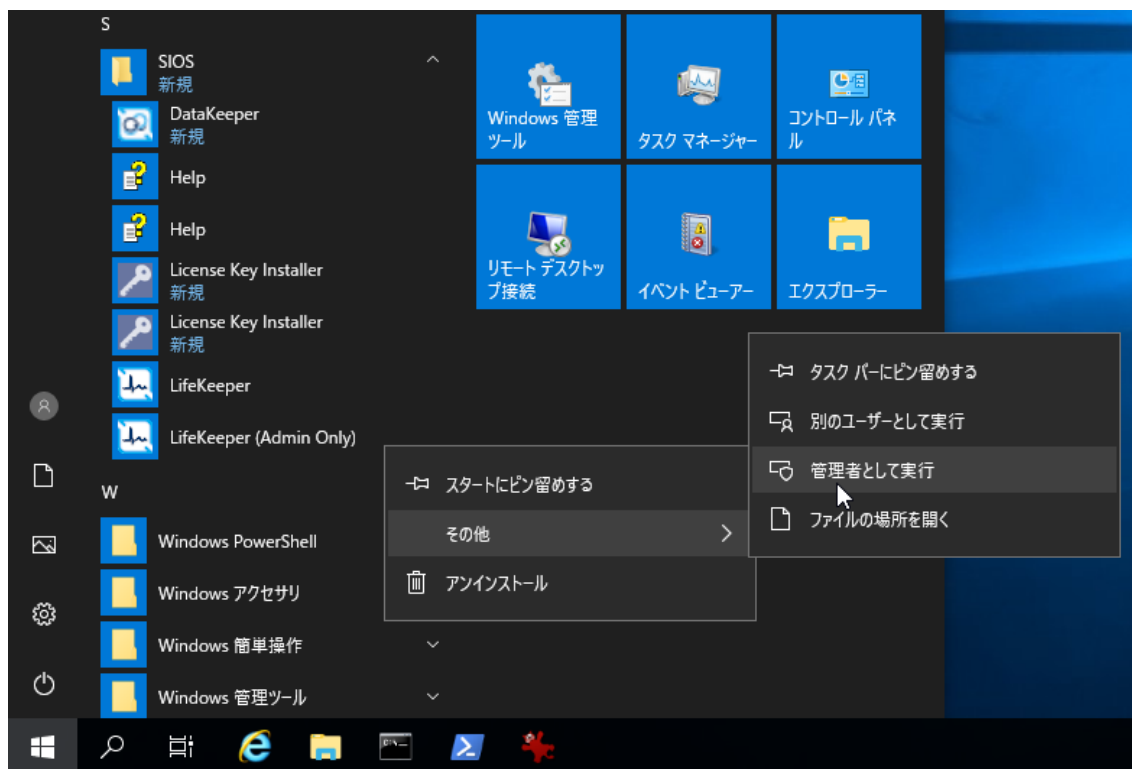 S
SIOS
新規
DataKeeper
新規
Help
Help
License Key Installer
新規
License Key Installer
新規
LifeKeeper
LifeKeeper (Admin Only)
W
Windows PowerShell
Windows アクセサリ
Windows 簡単操作
Windows 管理ツール
Windows 管理
ツール
タスク マネージャー
コントロール パネ
ル
リモート デスクトッ
プ接続
イベント ビューアー
エクスプローラー
スタートにピン留めする
その他
アンインストール
タスク バーにピン留めする
別のユーザーとして実行
管理者として実行
ファイルの場所を開く